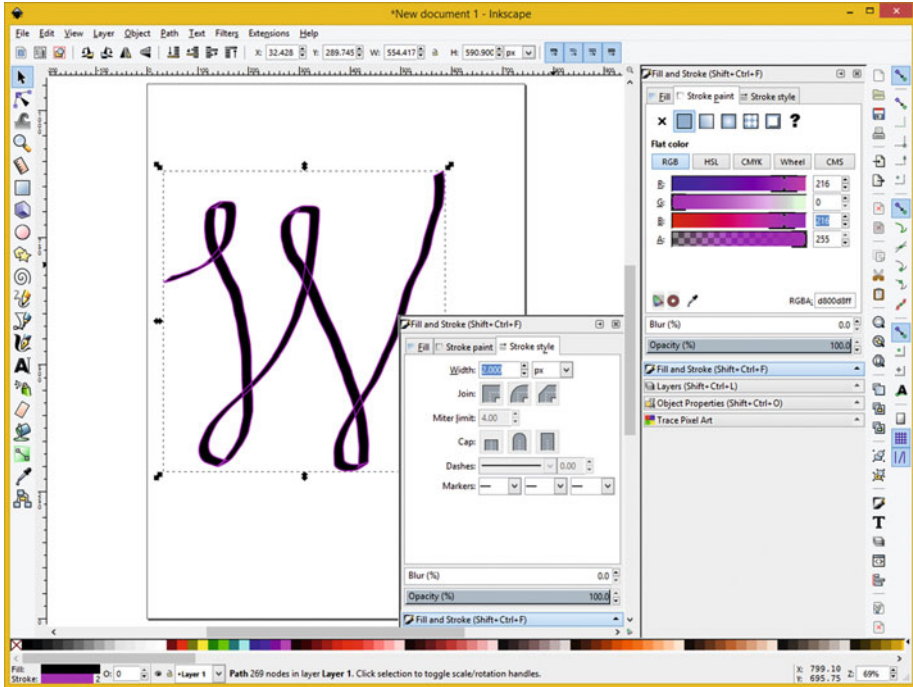 *New document 1 - Inkscape
File Edit View Layer Object Path Text Filters Extensions Help
X: 32.428 Y: 289.745 W: 554.417 H: 590.900 px
Fill and Stroke (Shift+Ctrl+F)
Fill Stroke paint Stroke style
?
Flat color
RGB HSL CMYK Wheel CMS
R: 216
G: 0
B: 216
A: 255
RGBA: d800d8ff
Blur (%) 0.0
Opacity (%) 100.0
Fill and Stroke (Shift+Ctrl+F)
Layers (Shift+Ctrl+L)
Object Properties (Shift+Ctrl+O)
Trace Pixel Art
W
Fill and Stroke (Shift+Ctrl+F)
Fill Stroke paint Stroke style
Width: 2.000 px
Join:
Miter limit: 4.00
Cap:
Dashes: 0.00
Markers:
Blur (%) 0.0
Opacity (%) 100.0
Fill and Stroke (Shift+Ctrl+F)
Fill:
Stroke: 2 O: 0 Layer 1 Path 269 nodes in layer Layer 1. Click selection to toggle scale/rotation handles. X: 799.10 Z: 69%
Y: 695.75